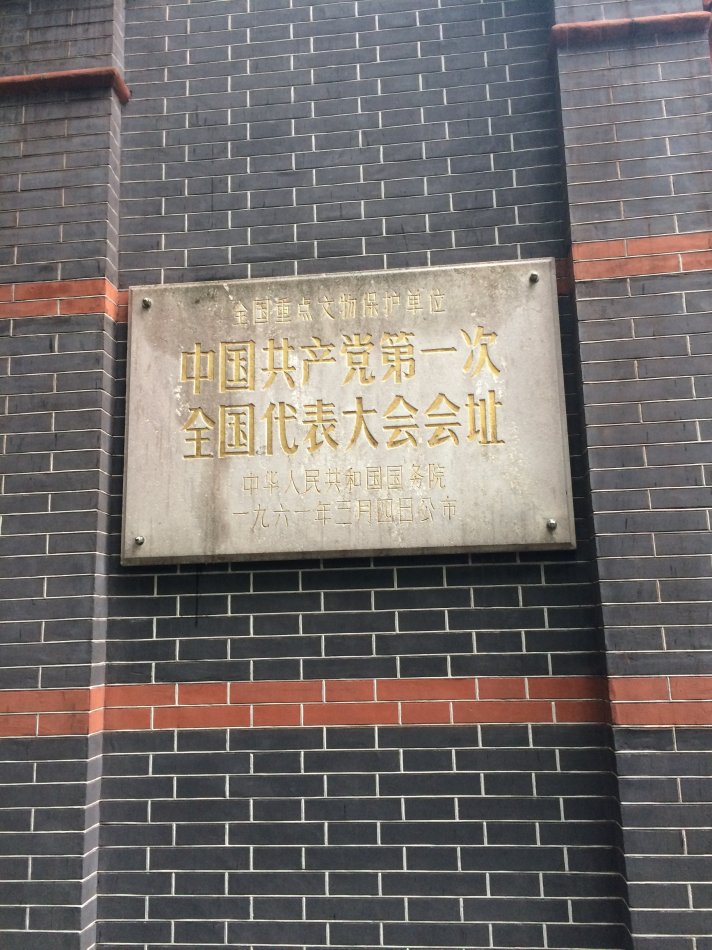 全国重点文物保护单位
中国共产党第一次
全国代表大会会址
中华人民共和国国务院
一九六一年三月四日公布